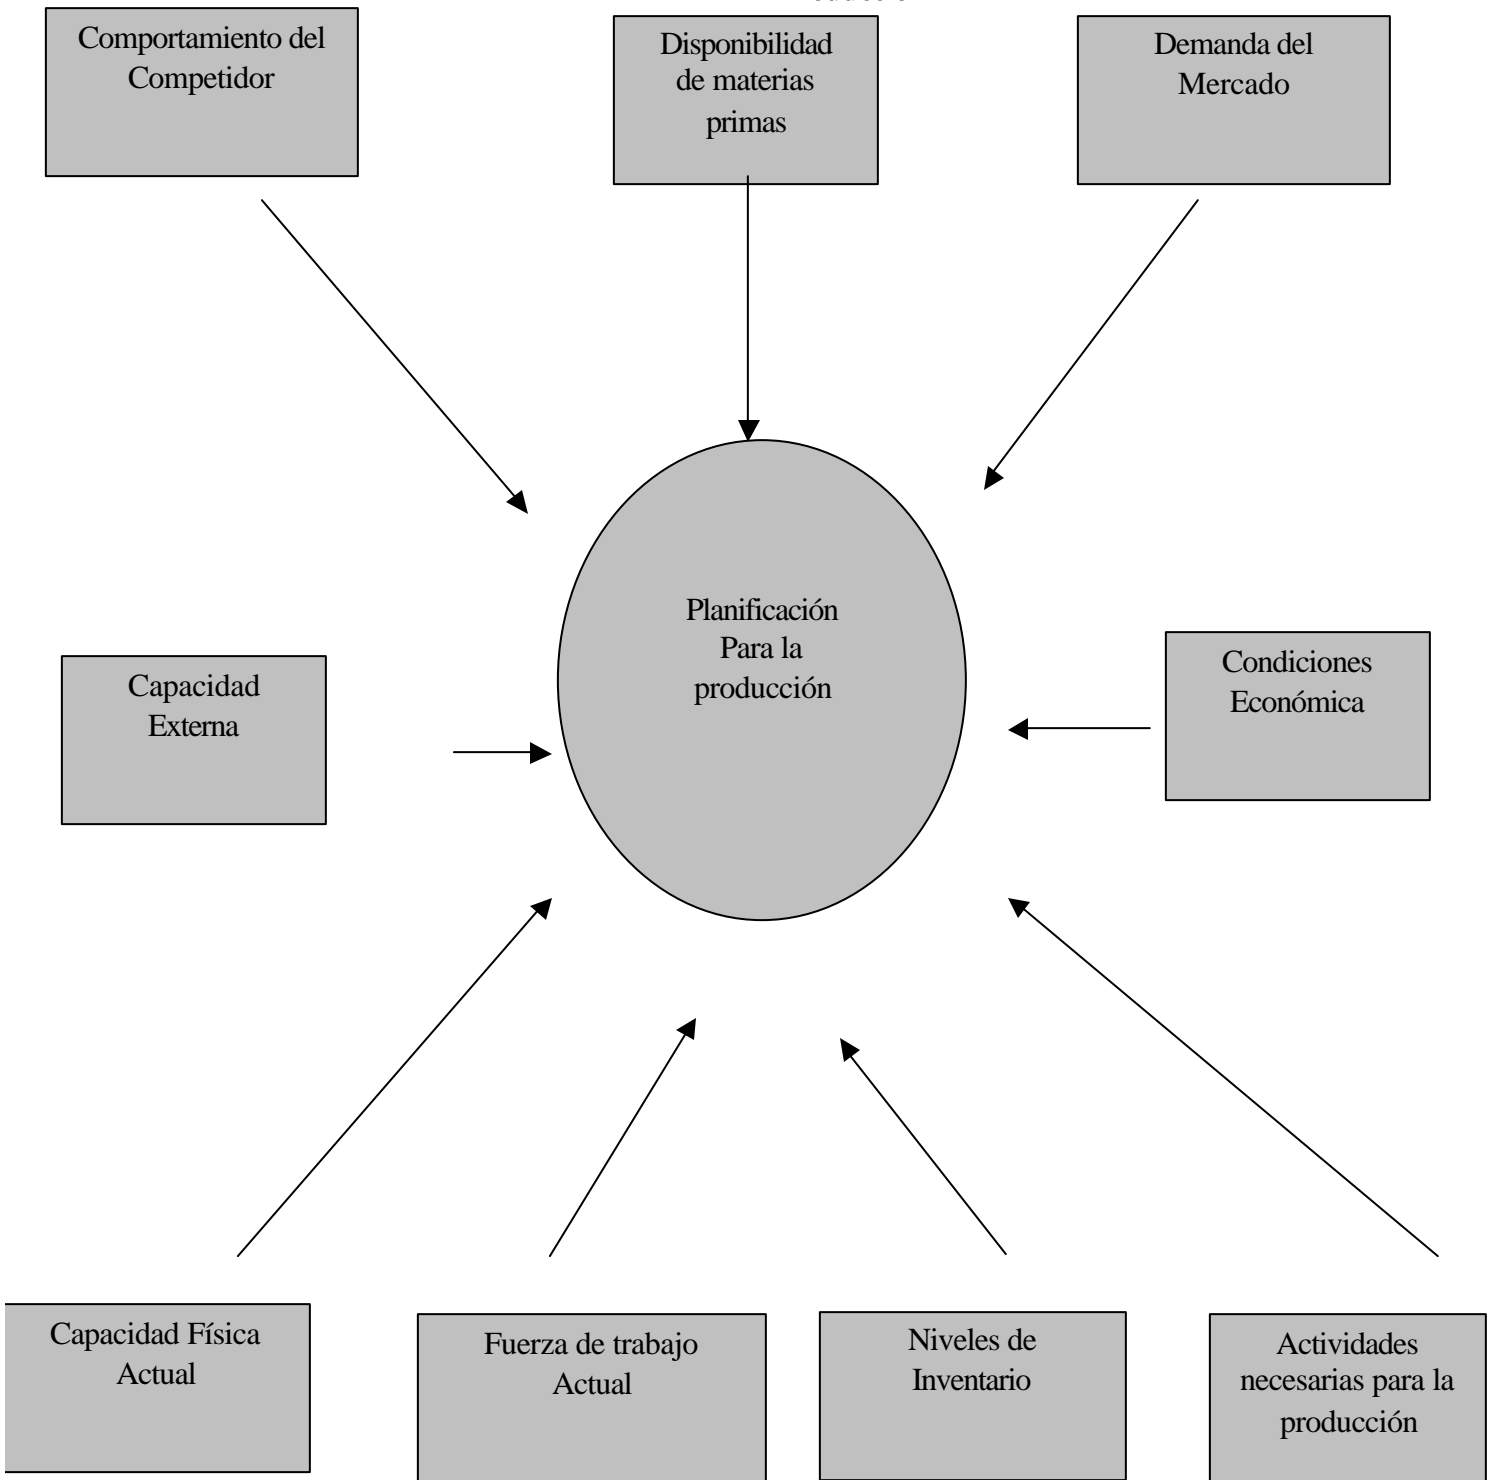 Comportamiento del
Competidor
Disponibilidad
de materias
primas
Demanda del
Mercado
Planificación
Para la
producción
Capacidad
Externa
Condiciones
Económica
Capacidad Física
Actual
Fuerza de trabajo
Actual
Niveles de
Inventario
Actividades
necesarias para la
producción